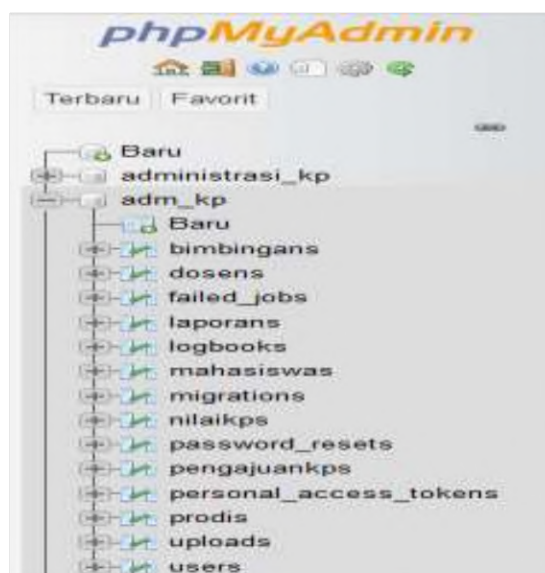 phpMyAdmin
Terbaru Favorit
Baru
administrasi_kp
adm_kp
Baru
bimbingans
dosens
failed_jobs
laporans
logbooks
mahasiswas
migrations
nilaikps
password_resets
pengajuankps
personal_access_tokens
prodis
uploads
users